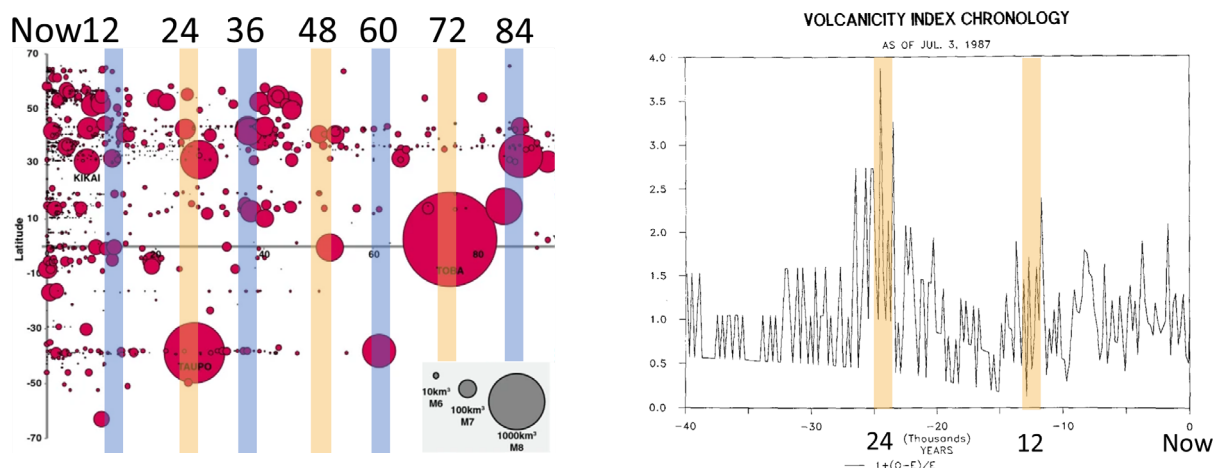 Now 12 24 36 48 60 72 84
70
50
30
10
-10
-30
-50
-70
Latitude
20 40 60 80
KIKAI
TOBA
TAUPO
10km³
M6
100km³
M7
1000km³
M8
VOLCANICITY INDEX CHRONOLOGY
AS OF JUL. 3, 1987
4.0
3.5
3.0
2.5
2.0
1.5
1.0
0.5
0.0
-40 -30 -20 -10 0
24 12 Now
(Thousands)
YEARS
1+(O-E)/E